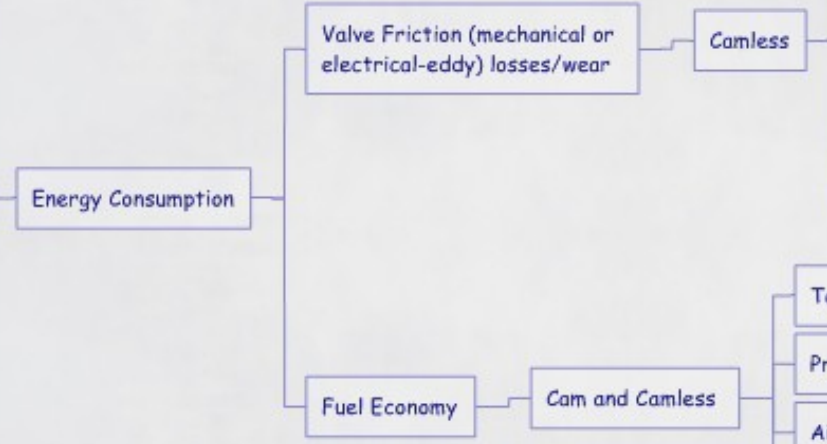 Valve Friction (mechanical or
electrical-eddy) losses/wear
Camless
Energy Consumption
Fuel Economy
Cam and Camless